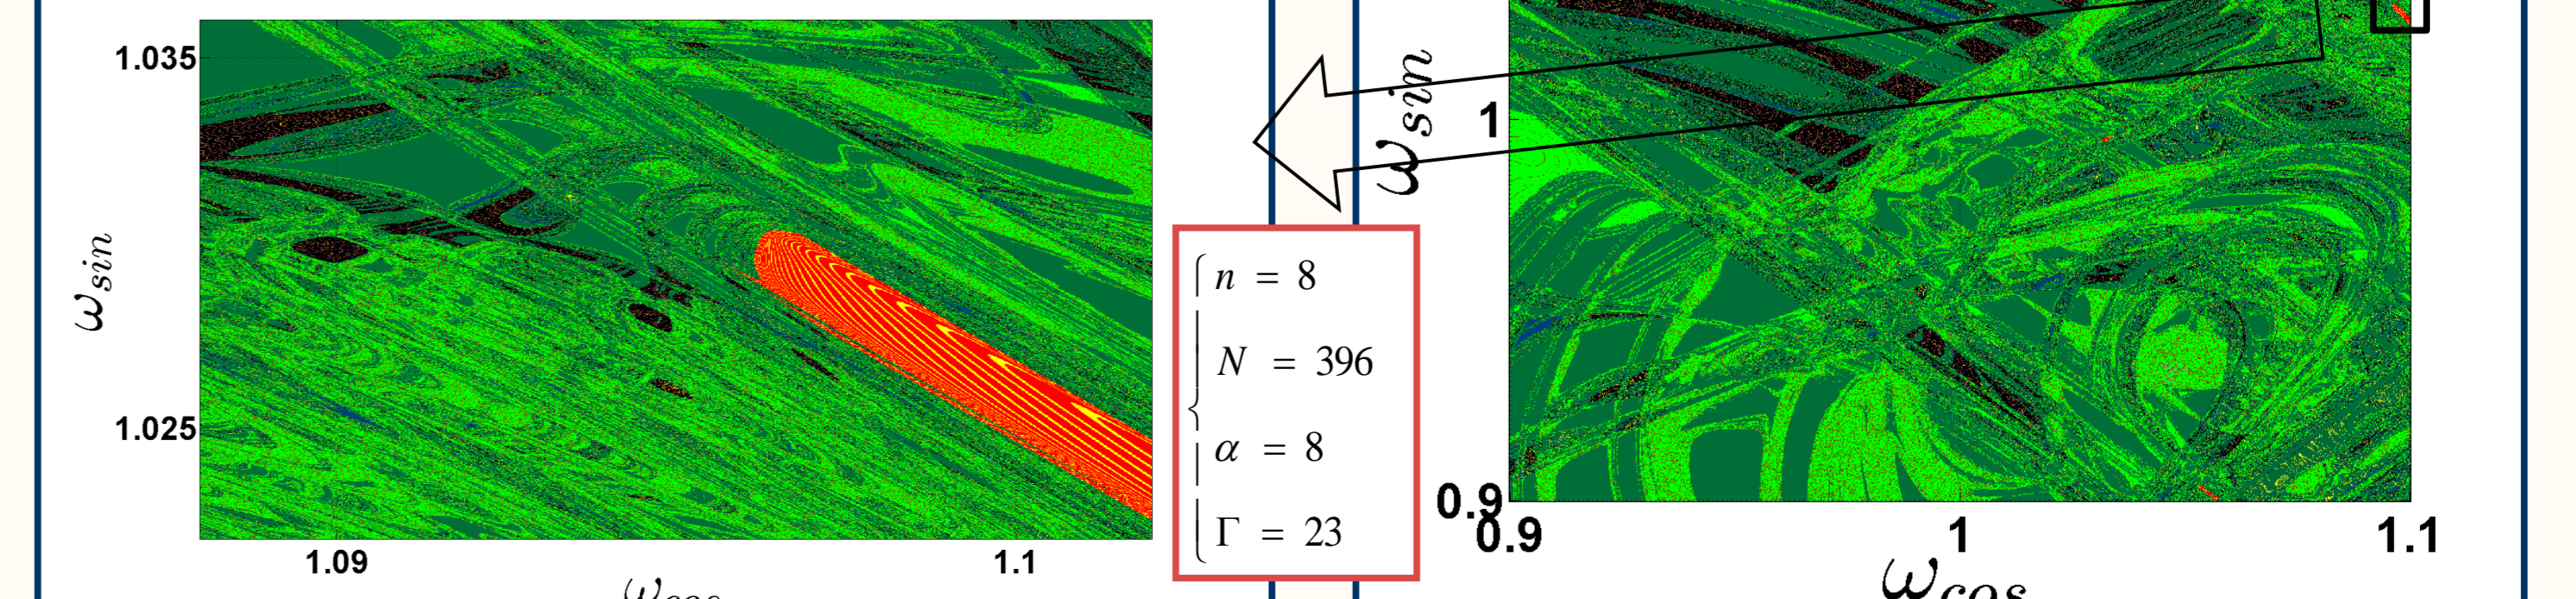 1.035
ω_sin
1.025
1.09
1.1
ω_cos
n = 8
N = 396
α = 8
Γ = 23
ω_sin
1
0.9
0.9
1
1.1
ω_cos